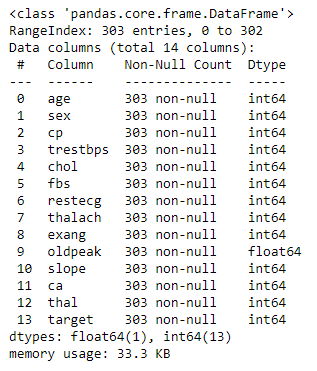 <class 'pandas.core.frame.DataFrame'>
RangeIndex: 303 entries, 0 to 302
Data columns (total 14 columns):
 #   Column    Non-Null Count  Dtype
---  ------    --------------  -----
 0   age       303 non-null    int64
 1   sex       303 non-null    int64
 2   cp        303 non-null    int64
 3   trestbps  303 non-null    int64
 4   chol      303 non-null    int64
 5   fbs       303 non-null    int64
 6   restecg   303 non-null    int64
 7   thalach   303 non-null    int64
 8   exang     303 non-null    int64
 9   oldpeak   303 non-null    float64
 10  slope     303 non-null    int64
 11  ca        303 non-null    int64
 12  thal      303 non-null    int64
 13  target    303 non-null    int64
dtypes: float64(1), int64(13)
memory usage: 33.3 KB